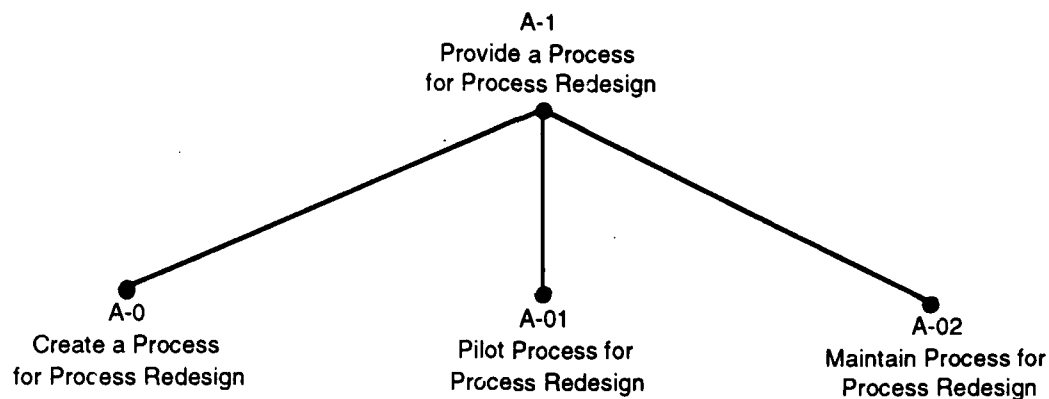 A-1
Provide a Process
for Process Redesign
A-0
Create a Process
for Process Redesign
A-01
Pilot Process for
Process Redesign
A-02
Maintain Process for
Process Redesign